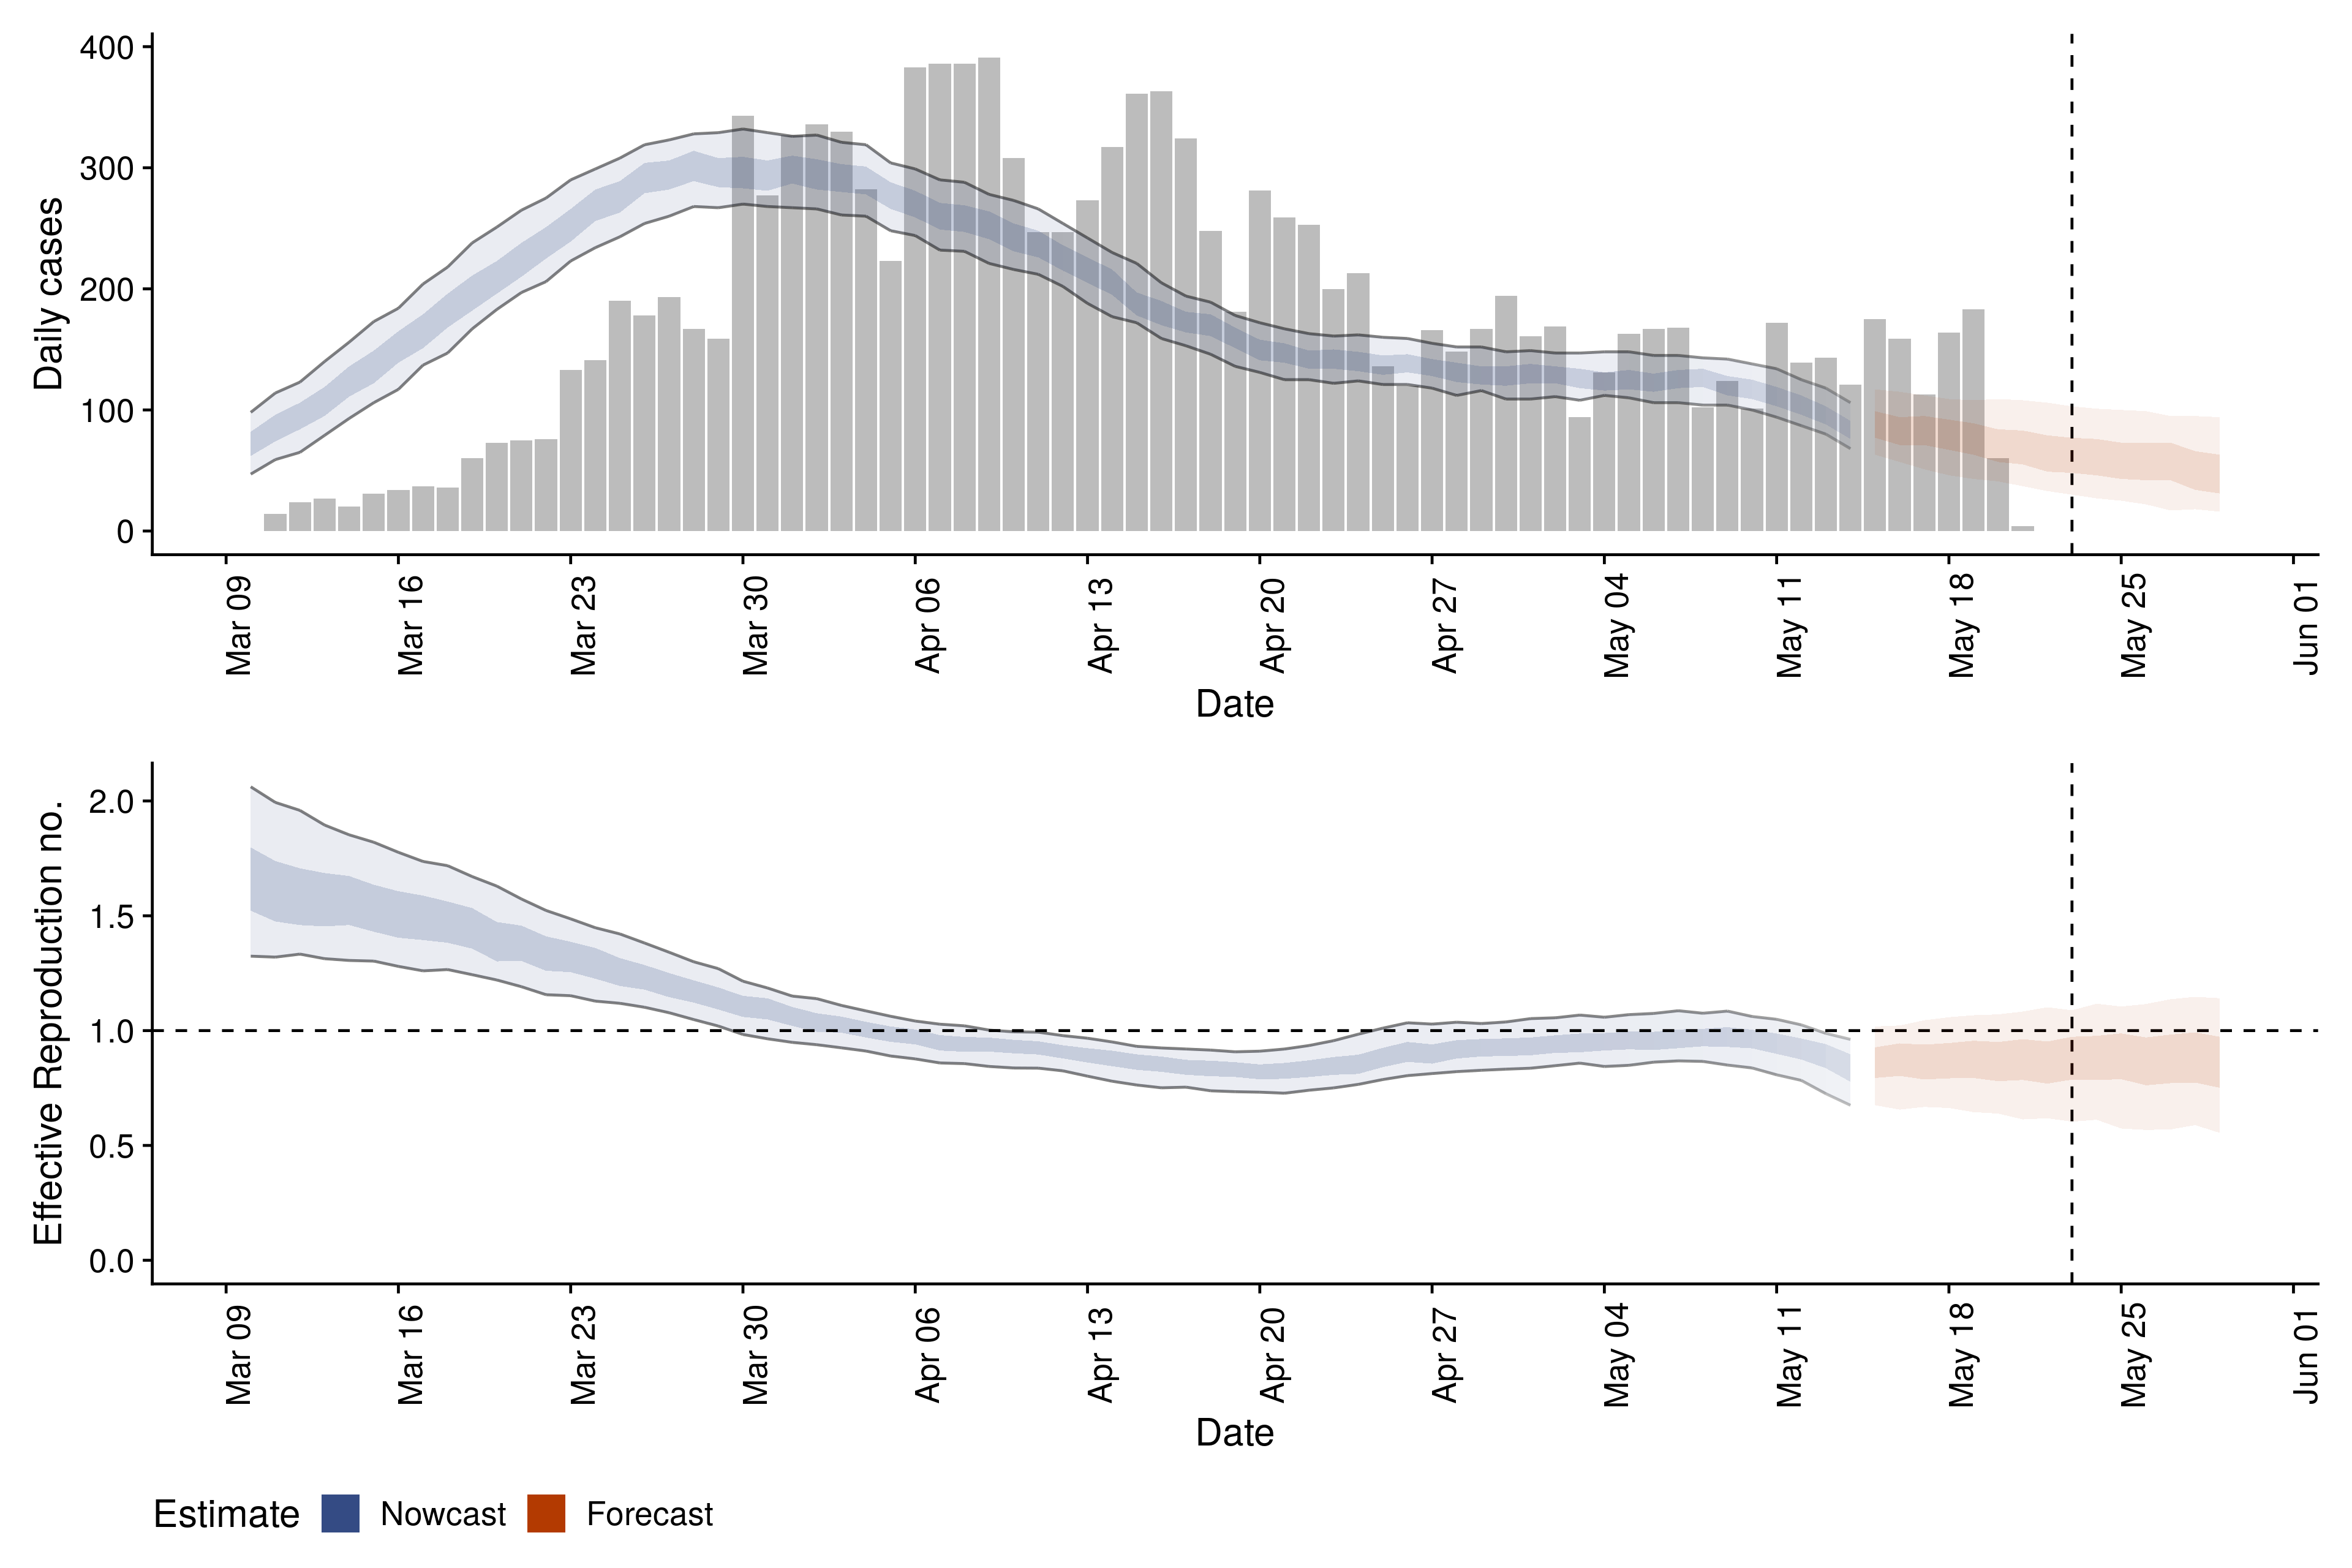 Daily cases
400
300
200
100
0
Mar 09
Mar 16
Mar 23
Mar 30
Apr 06
Apr 13
Apr 20
Apr 27
May 04
May 11
May 18
May 25
Jun 01
Date
Effective Reproduction no.
2.0
1.5
1.0
0.5
0.0
Mar 09
Mar 16
Mar 23
Mar 30
Apr 06
Apr 13
Apr 20
Apr 27
May 04
May 11
May 18
May 25
Jun 01
Date
Estimate Nowcast Forecast